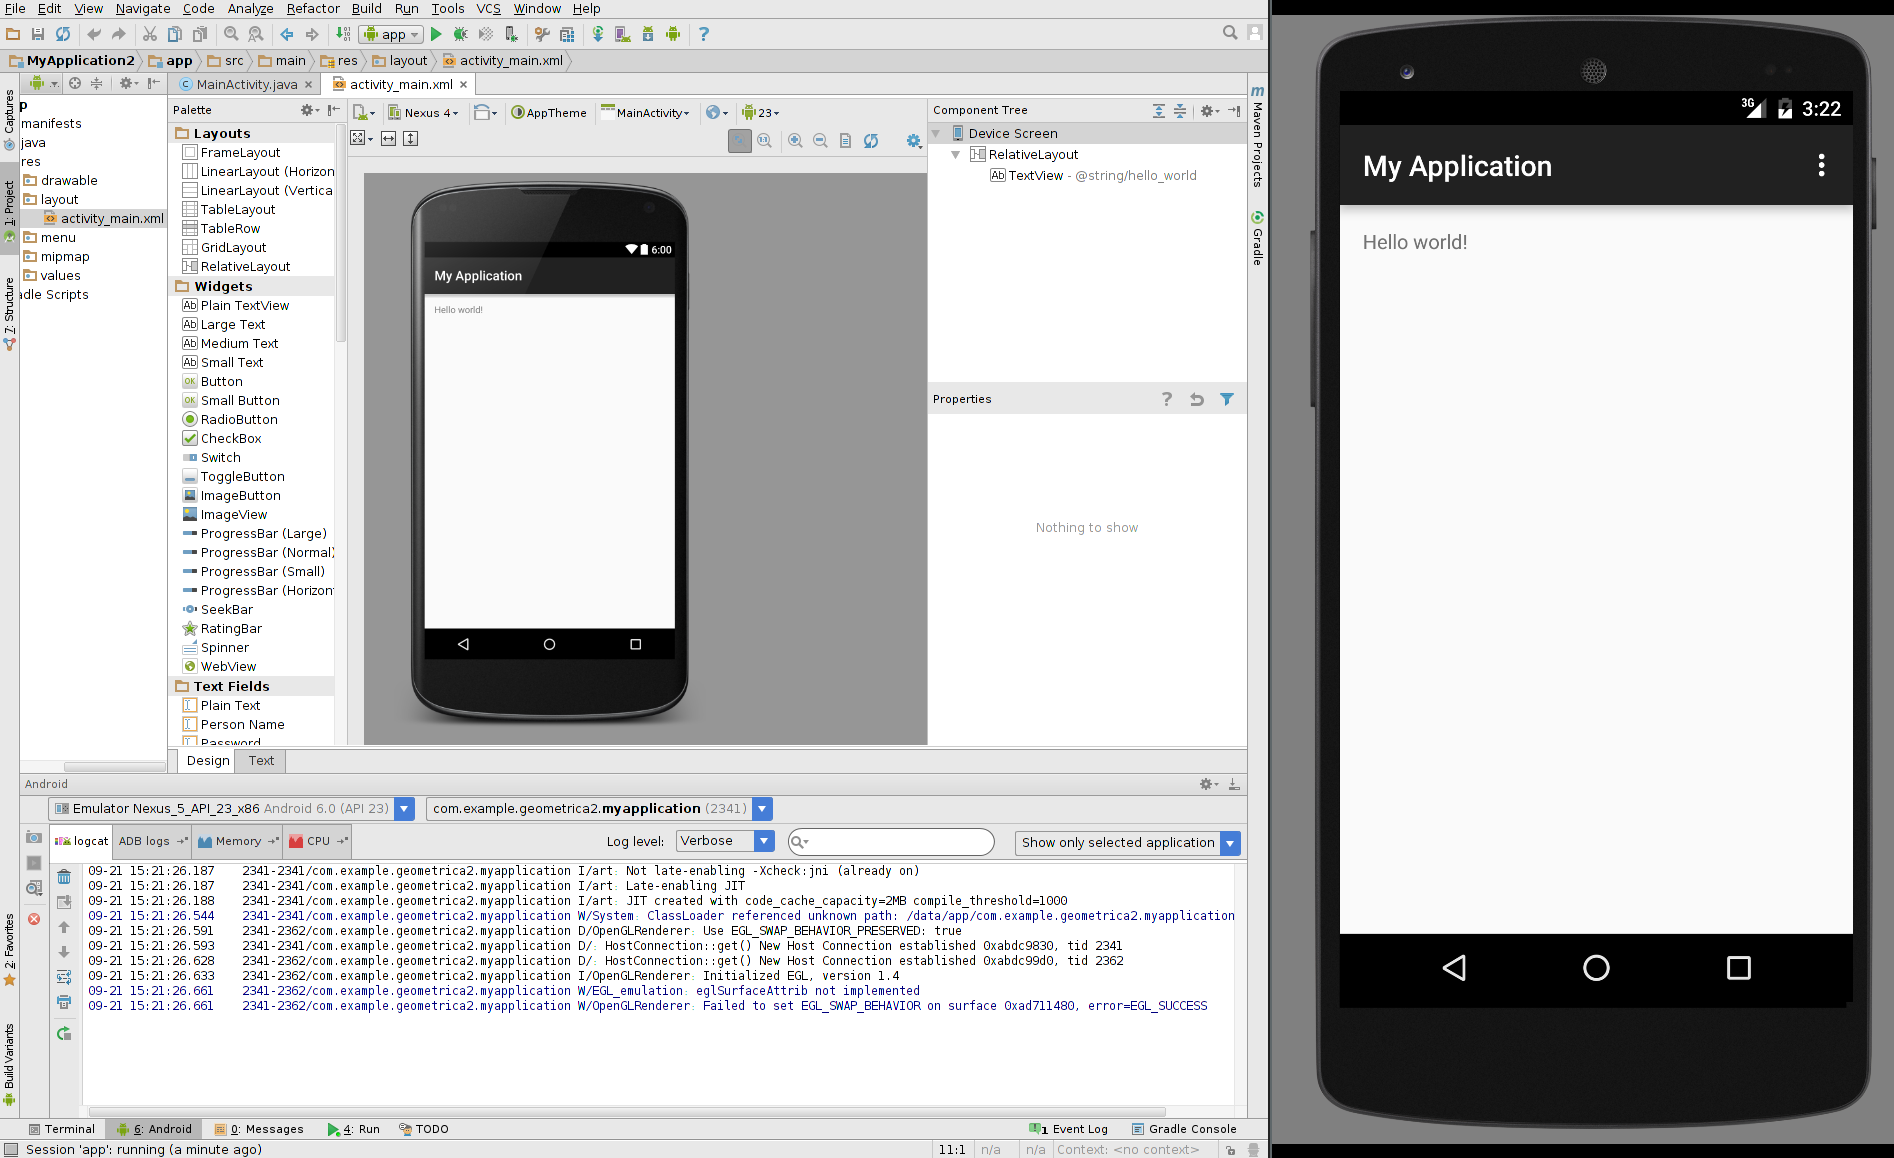 File Edit View Navigate Code Analyze Refactor Build Run Tools VCS Window Help
app
MyApplication2 app src main res layout activity_main.xml
MainActivity.java activity_main.xml
Captures
1: Project
7: Structure
2: Favorites
Build Variants
p
manifests
java
res
drawable
layout
activity_main.xml
menu
mipmap
values
adle Scripts
Palette
Layouts
FrameLayout
LinearLayout (Horizon
LinearLayout (Vertica
TableLayout
TableRow
GridLayout
RelativeLayout
Widgets
Plain TextView
Large Text
Medium Text
Small Text
Button
Small Button
RadioButton
CheckBox
Switch
ToggleButton
ImageButton
ImageView
ProgressBar (Large)
ProgressBar (Normal)
ProgressBar (Small)
ProgressBar (Horizon
SeekBar
RatingBar
Spinner
WebView
Text Fields
Plain Text
Person Name
Password
Nexus 4 AppTheme MainActivity 23
6:00
My Application
Hello world!
Design Text
Component Tree
Device Screen
RelativeLayout
TextView - @string/hello_world
Properties
Nothing to show
Maven Projects
Gradle
Android
Emulator Nexus_5_API_23_x86 Android 6.0 (API 23) com.example.geometrica2.myapplication (2341)
logcat ADB logs Memory CPU Log level: Verbose Show only selected application
09-21 15:21:26.187 2341-2341/com.example.geometrica2.myapplication I/art: Not late-enabling -Xcheck:jni (already on)
09-21 15:21:26.187 2341-2341/com.example.geometrica2.myapplication I/art: Late-enabling JIT
09-21 15:21:26.188 2341-2341/com.example.geometrica2.myapplication I/art: JIT created with code_cache_capacity=2MB compile_threshold=1000
09-21 15:21:26.544 2341-2341/com.example.geometrica2.myapplication W/System: ClassLoader referenced unknown path: /data/app/com.example.geometrica2.myapplication
09-21 15:21:26.591 2341-2362/com.example.geometrica2.myapplication D/OpenGLRenderer: Use EGL_SWAP_BEHAVIOR_PRESERVED: true
09-21 15:21:26.593 2341-2341/com.example.geometrica2.myapplication D/: HostConnection::get() New Host Connection established 0xabdc9830, tid 2341
09-21 15:21:26.628 2341-2362/com.example.geometrica2.myapplication D/: HostConnection::get() New Host Connection established 0xabdc99d0, tid 2362
09-21 15:21:26.633 2341-2362/com.example.geometrica2.myapplication I/OpenGLRenderer: Initialized EGL, version 1.4
09-21 15:21:26.661 2341-2362/com.example.geometrica2.myapplication W/EGL_emulation: eglSurfaceAttrib not implemented
09-21 15:21:26.661 2341-2362/com.example.geometrica2.myapplication W/OpenGLRenderer: Failed to set EGL_SWAP_BEHAVIOR on surface 0xad711480, error=EGL_SUCCESS
Terminal 6: Android 0: Messages 4: Run TODO 1 Event Log Gradle Console
Session 'app': running (a minute ago) 11:1 n/a n/a Context: <no context>
3G 3:22
My Application
Hello world!